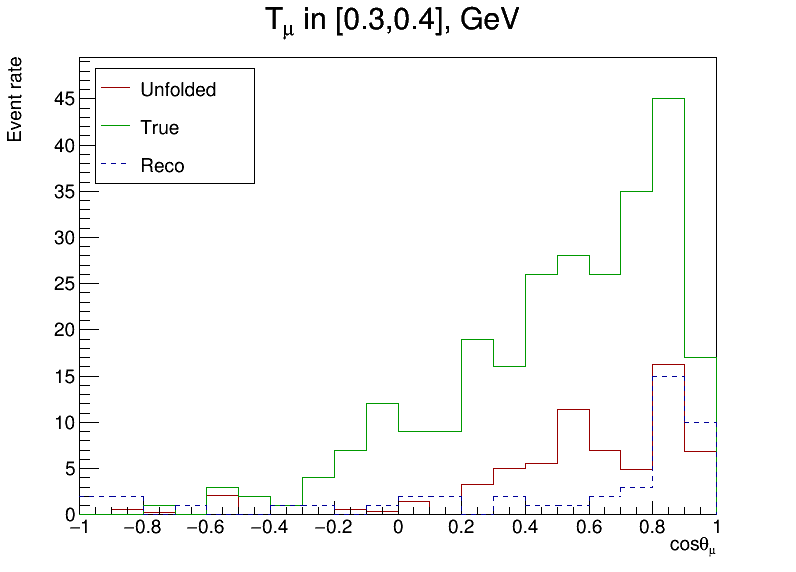 Tμ in [0.3,0.4], GeV
Event rate
Unfolded
True
Reco
45
40
35
30
25
20
15
10
5
0
−1 −0.8 −0.6 −0.4 −0.2 0 0.2 0.4 0.6 0.8 1
cosθμ